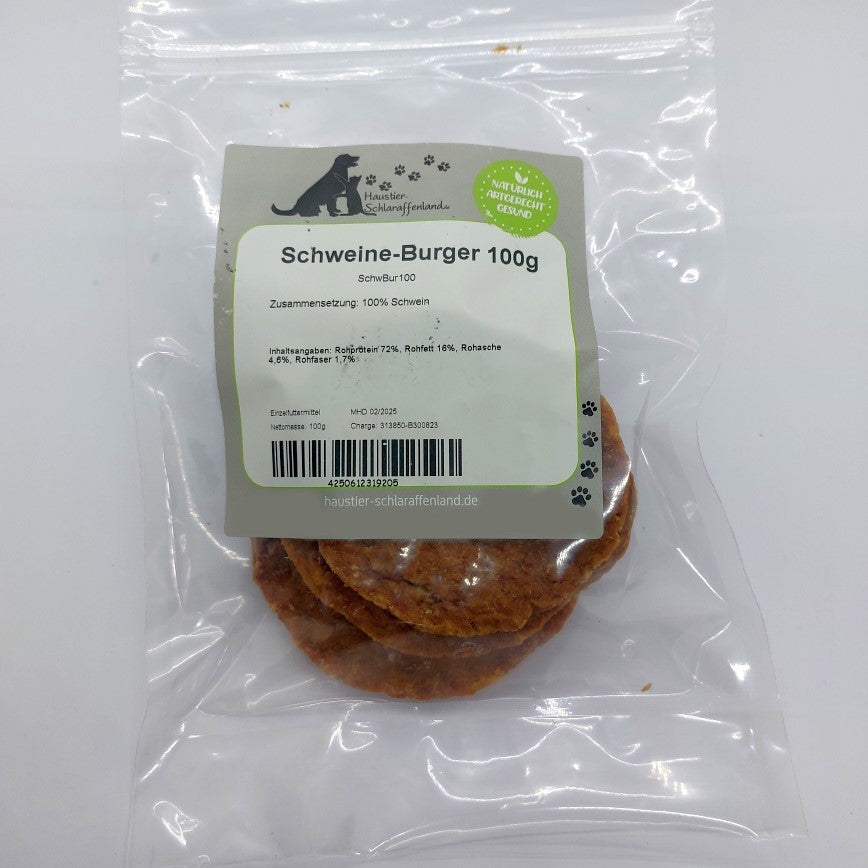 Haustier-
Schlaraffenland.de
NATÜRLICH
ARTGERECHT
GESUND
Schweine-Burger 100g
SchwBur100
Zusammensetzung: 100% Schwein
Inhaltsangaben: Rohprotein 72%, Rohfett 16%, Rohasche
4,6%, Rohfaser 1,7%
Einzelfuttermittel MHD 02/2025
Nettomasse: 100g Charge: 313850-B300823
4250612319205
haustier-schlaraffenland.de